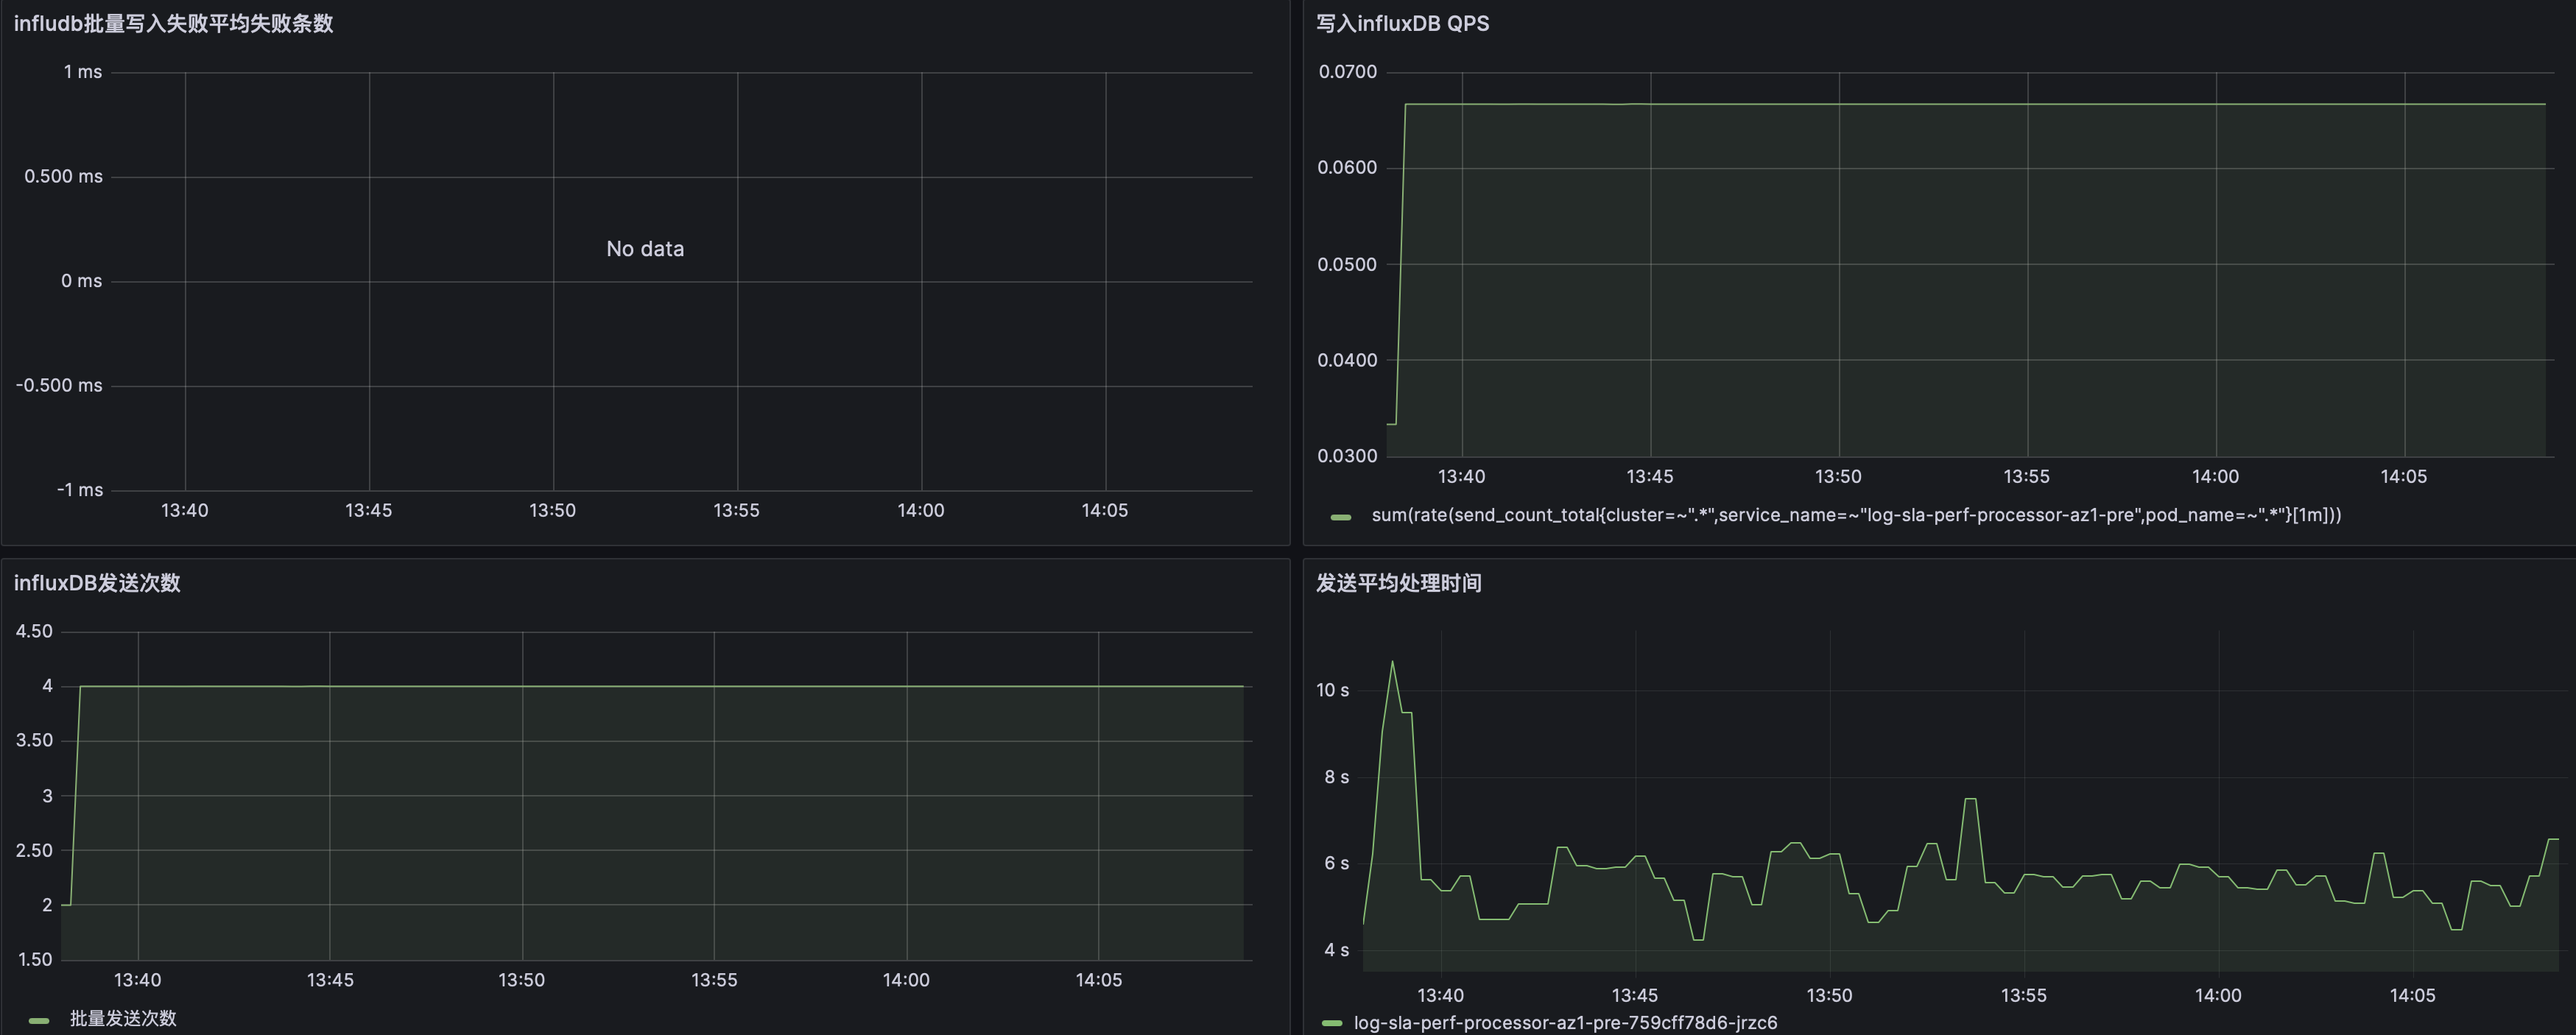 infludb批量写入失败平均失败条数
1 ms
0.500 ms
0 ms
-0.500 ms
-1 ms
No data
13:40 13:45 13:50 13:55 14:00 14:05
写入influxDB QPS
0.0700
0.0600
0.0500
0.0400
0.0300
13:40 13:45 13:50 13:55 14:00 14:05
sum(rate(send_count_total{cluster=~".*",service_name=~"log-sla-perf-processor-az1-pre",pod_name=~".*"}[1m]))
influxDB发送次数
4.50
4
3.50
3
2.50
2
1.50
13:40 13:45 13:50 13:55 14:00 14:05
批量发送次数
发送平均处理时间
10 s
8 s
6 s
4 s
13:40 13:45 13:50 13:55 14:00 14:05
log-sla-perf-processor-az1-pre-759cff78d6-jrzc6